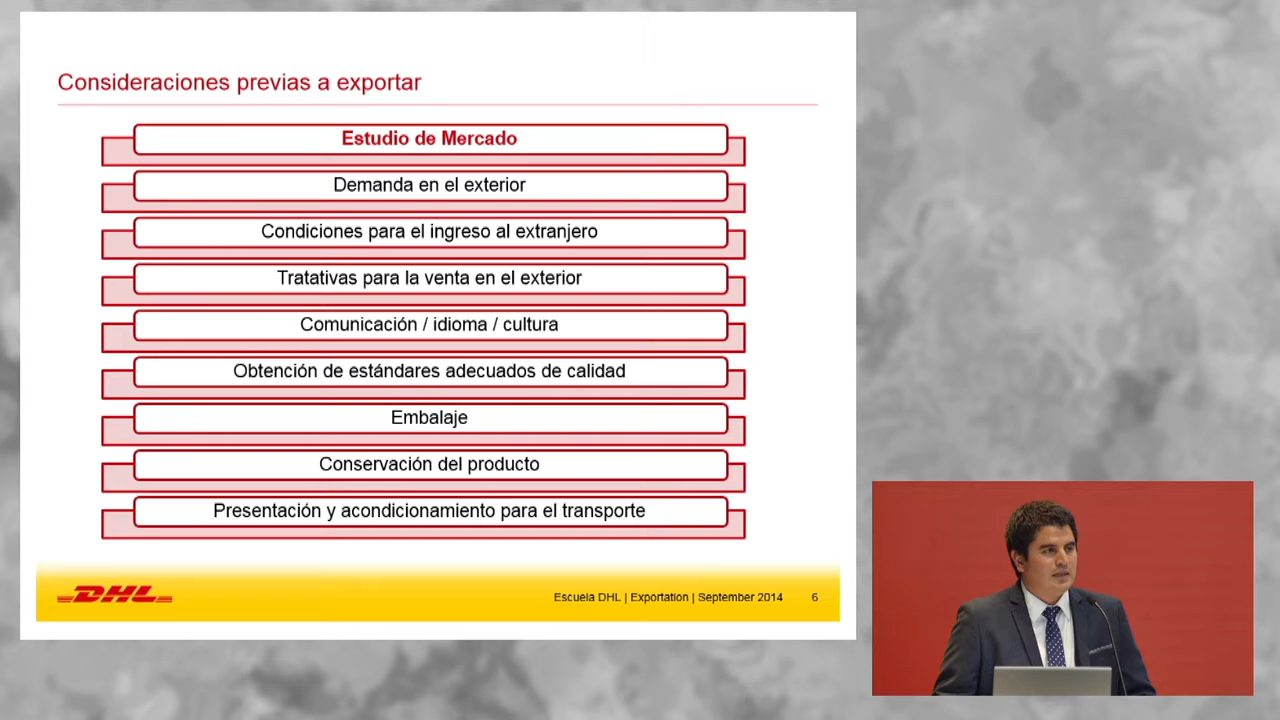 Consideraciones previas a exportar
Estudio de Mercado
Demanda en el exterior
Condiciones para el ingreso al extranjero
Tratativas para la venta en el exterior
Comunicación / idioma / cultura
Obtención de estándares adecuados de calidad
Embalaje
Conservación del producto
Presentación y acondicionamiento para el transporte
DHL
Escuela DHL | Exportation | September 2014 6